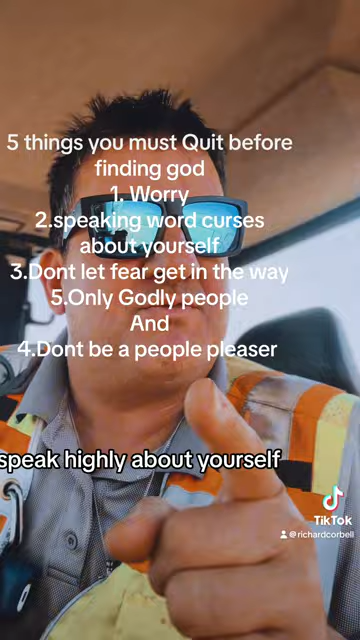 5 things you must Quit before
finding god
1. Worry
2.speaking word curses
about yourself
3.Dont let fear get in the way
5.Only Godly people
And
4.Dont be a people pleaser
speak highly about yourself
TikTok
@richardcorbell